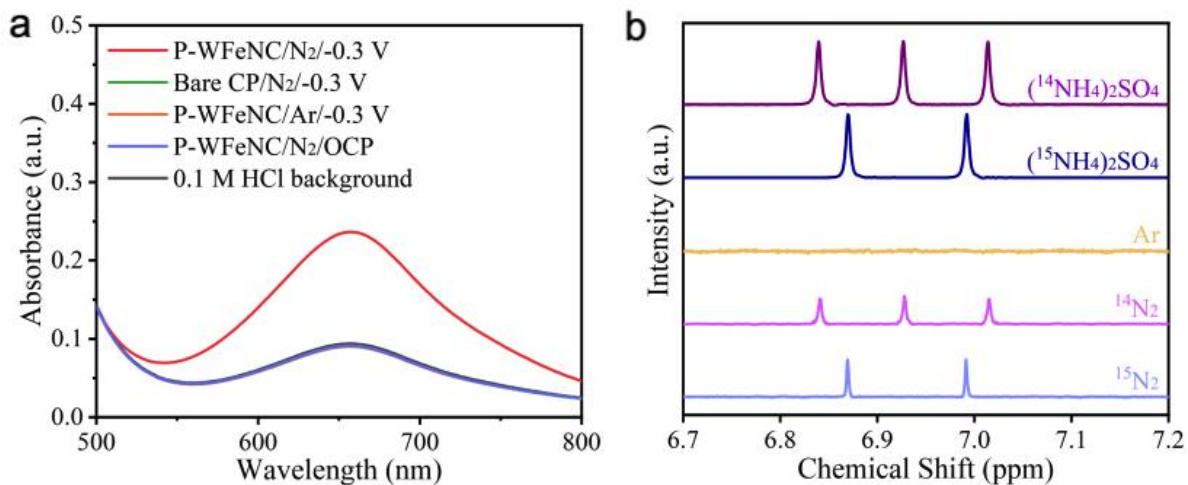 a
0.5
0.4
0.3
0.2
0.1
0.0
Absorbance (a.u.)
P-WFeNC/N₂/-0.3 V
Bare CP/N₂/-0.3 V
P-WFeNC/Ar/-0.3 V
P-WFeNC/N₂/OCP
0.1 M HCl background
500 600 700 800
Wavelength (nm)
b
Intensity (a.u.)
(¹⁴NH₄)₂SO₄
(¹⁵NH₄)₂SO₄
Ar
¹⁴N₂
¹⁵N₂
6.7 6.8 6.9 7.0 7.1 7.2
Chemical Shift (ppm)